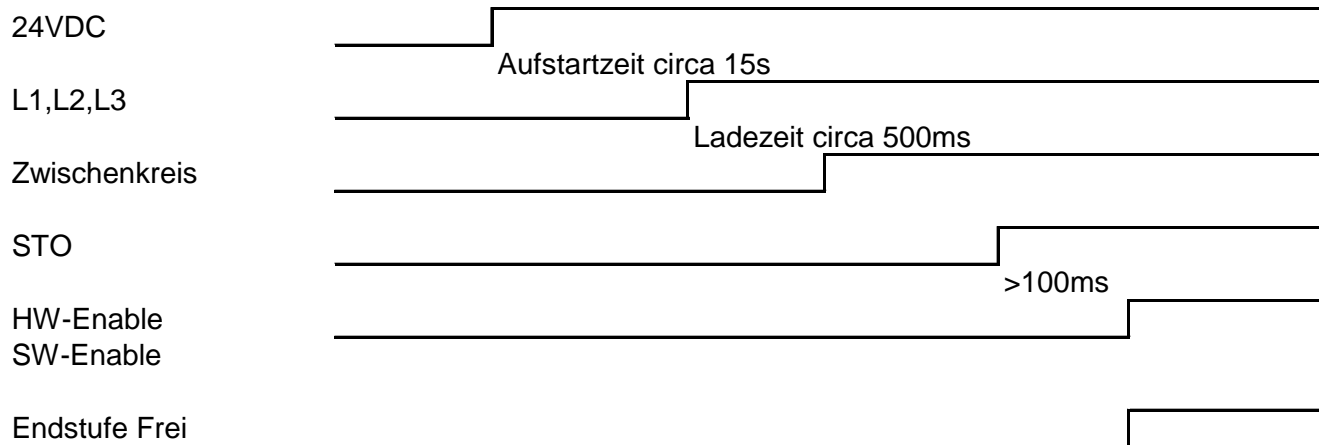 24VDC
Aufstartzeit circa 15s
L1,L2,L3
Ladezeit circa 500ms
Zwischenkreis
STO
>100ms
HW-Enable
SW-Enable
Endstufe Frei